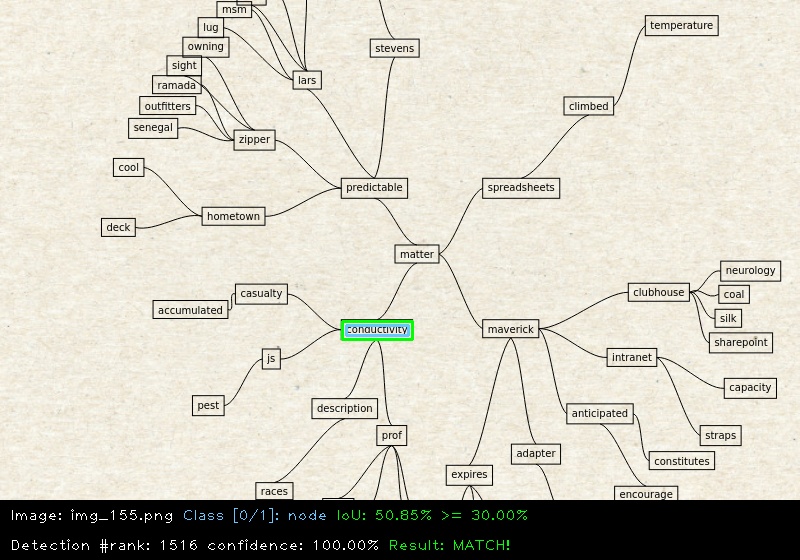 msm
temperature
lug
owning
stevens
sight
lars
ramada
climbed
outfitters
senegal
zipper
cool
predictable
spreadsheets
hometown
deck
matter
neurology
casualty
clubhouse
coal
accumulated
silk
conductivity
maverick
sharepoint
js
intranet
capacity
pest
description
anticipated
prof
straps
adapter
constitutes
expires
races
encourage
Image: img_155.png Class [0/1]: node IoU: 50.85% >= 30.00%
Detection #rank: 1516 confidence: 100.00% Result: MATCH!